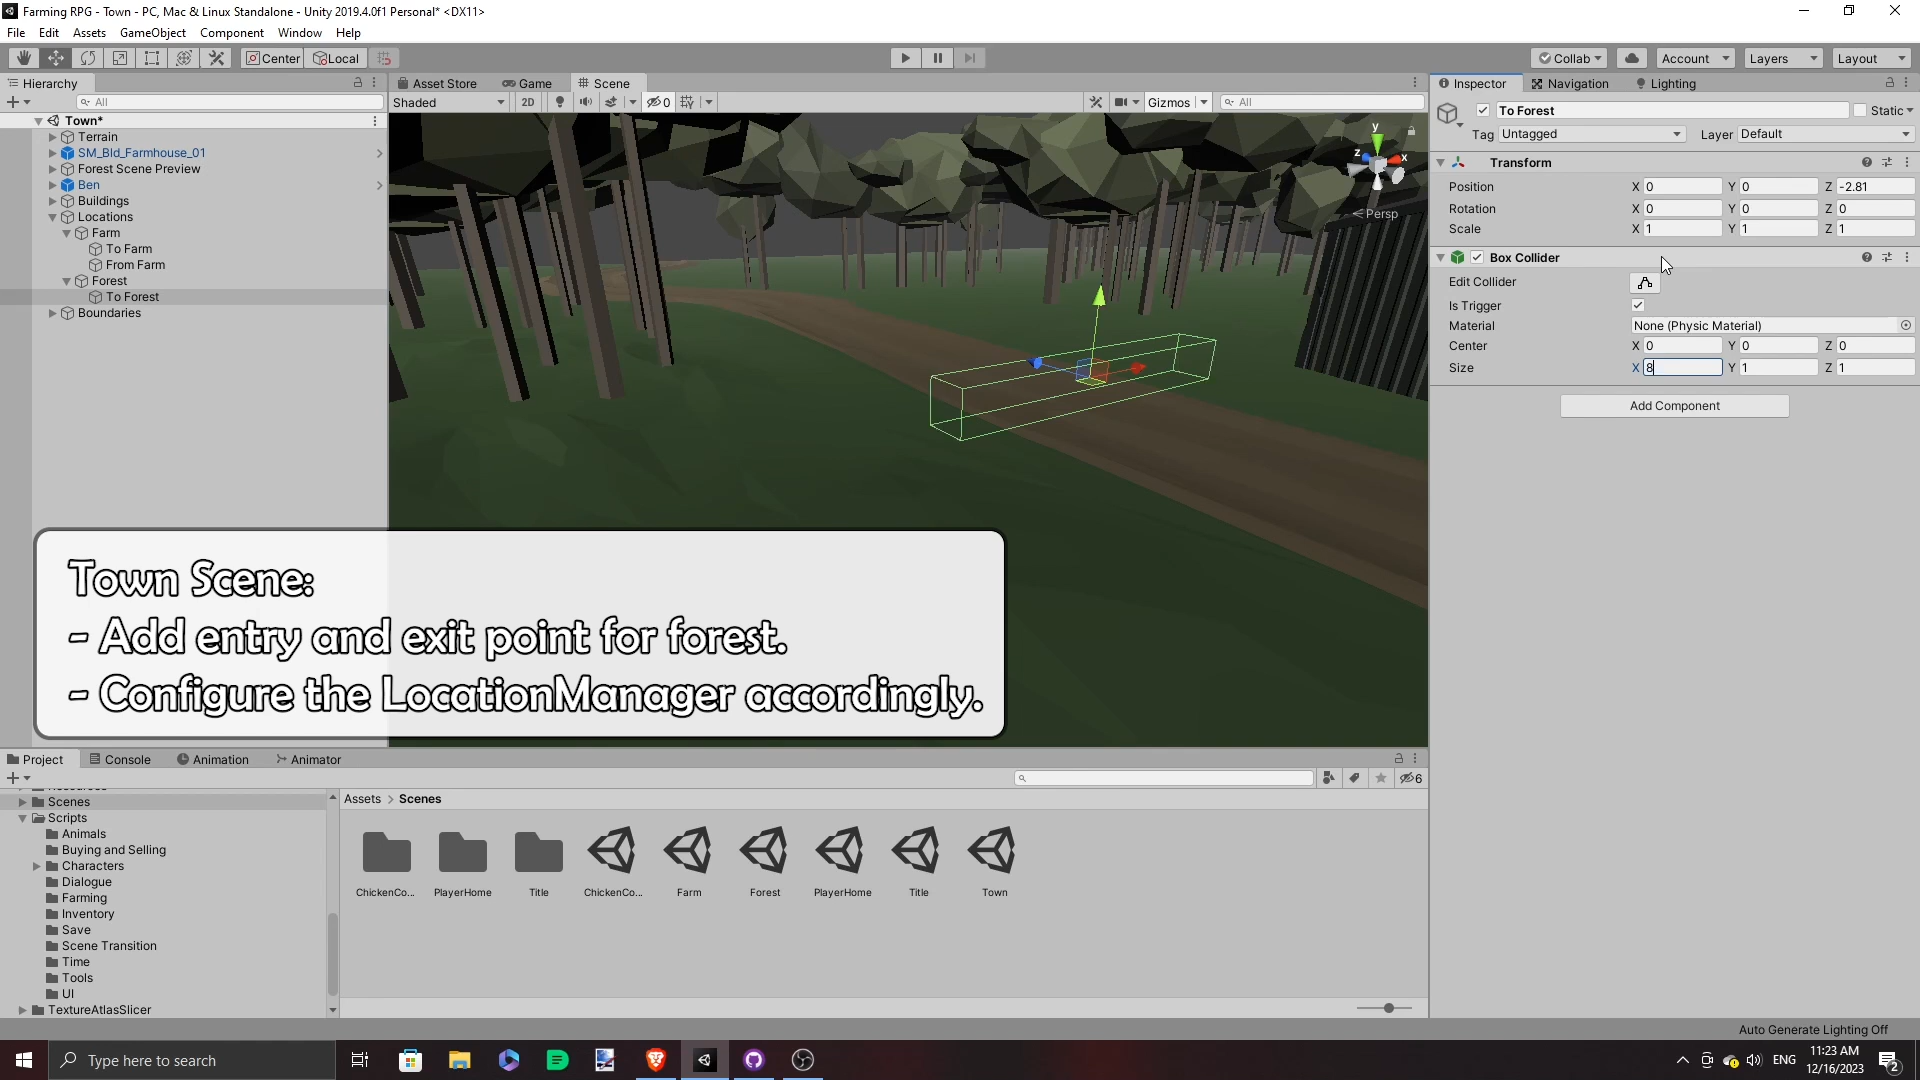 Farming RPG - Town - PC, Mac & Linux Standalone - Unity 2019.4.0f1 Personal* <DX11>
File Edit Assets GameObject Component Window Help
Center Local Collab Account Layers Layout
Hierarchy
All
Town*
Terrain
SM_Bld_Farmhouse_01
Forest Scene Preview
Ben
Buildings
Locations
Farm
To Farm
From Farm
Forest
To Forest
Boundaries
Asset Store Game Scene
Shaded 2D 0 Gizmos All
y
z x
Persp
Inspector Navigation Lighting
To Forest Static
Tag Untagged Layer Default
Transform
Position X 0 Y 0 Z -2.81
Rotation X 0 Y 0 Z 0
Scale X 1 Y 1 Z 1
Box Collider
Edit Collider
Is Trigger
Material None (Physic Material)
Center X 0 Y 0 Z 0
Size X 8 Y 1 Z 1
Add Component
Town Scene:
- Add entry and exit point for forest.
- Configure the LocationManager accordingly.
Project Console Animation Animator
6
Scenes
Scripts
Animals
Buying and Selling
Characters
Dialogue
Farming
Inventory
Save
Scene Transition
Time
Tools
UI
TextureAtlasSlicer
Assets > Scenes
ChickenCo... PlayerHome Title ChickenCo... Farm Forest PlayerHome Title Town
Auto Generate Lighting Off
Type here to search
ENG
11:23 AM
12/16/2023
2